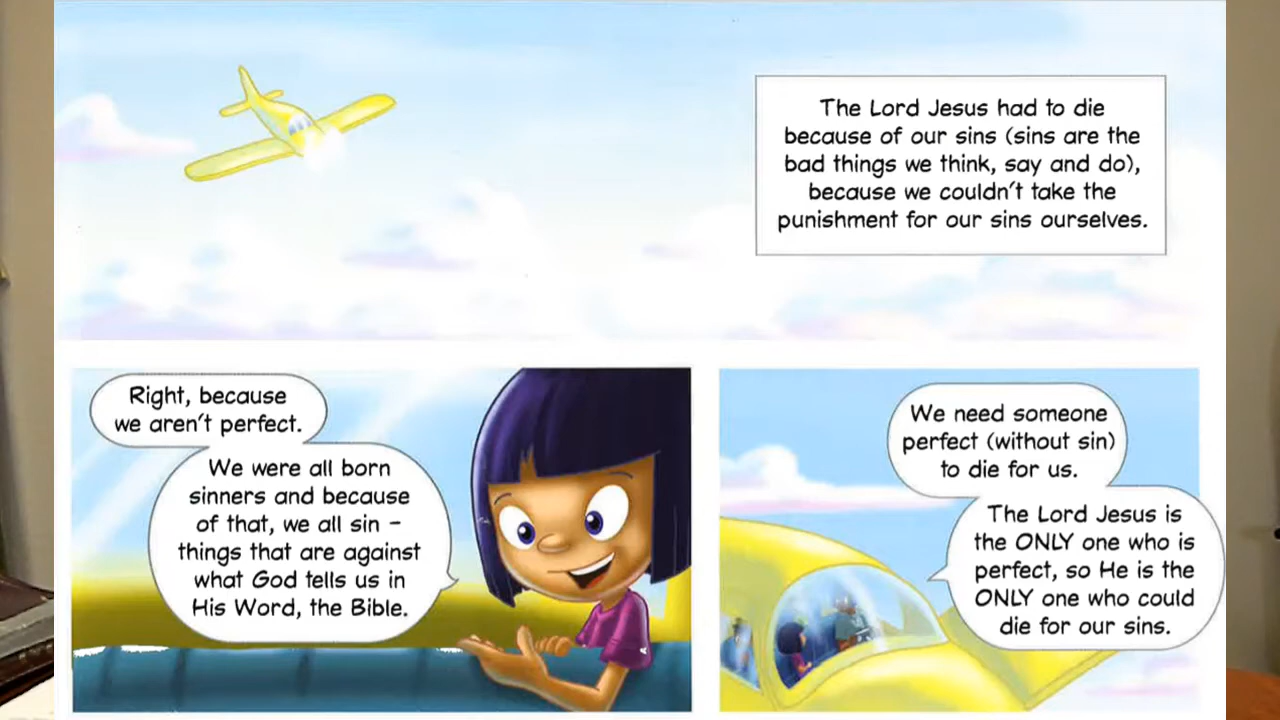 The Lord Jesus had to die
because of our sins (sins are the
bad things we think, say and do),
because we couldn't take the
punishment for our sins ourselves.
Right, because
we aren't perfect.
We were all born
sinners and because
of that, we all sin –
things that are against
what God tells us in
His Word, the Bible.
We need someone
perfect (without sin)
to die for us.
The Lord Jesus is
the ONLY one who is
perfect, so He is the
ONLY one who could
die for our sins.